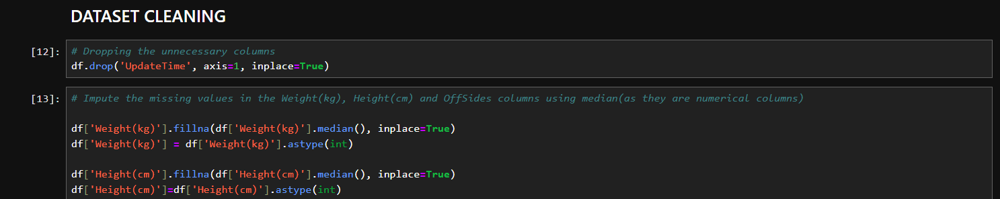 DATASET CLEANING
[12]: # Dropping the unnecessary columns
df.drop('UpdateTime', axis=1, inplace=True)
[13]: # Impute the missing values in the Weight(kg), Height(cm) and OffSides columns using median(as they are numerical columns)
df['Weight(kg)'].fillna(df['Weight(kg)'].median(), inplace=True)
df['Weight(kg)'] = df['Weight(kg)'].astype(int)
df['Height(cm)'].fillna(df['Height(cm)'].median(), inplace=True)
df['Height(cm)']=df['Height(cm)'].astype(int)